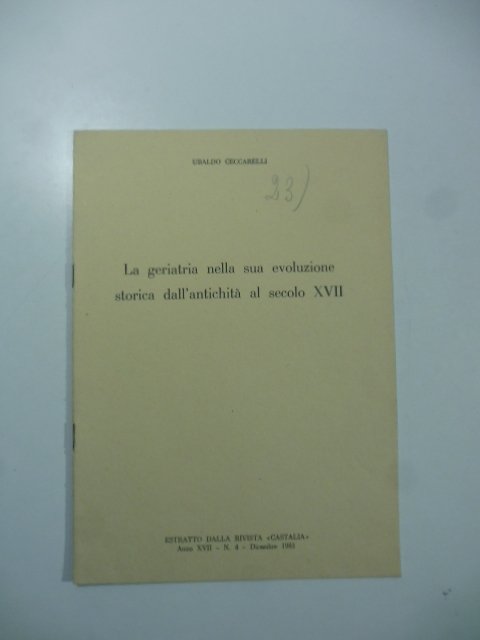 UBALDO CECCARELLI
23)
La geriatria nella sua evoluzione
storica dall'antichità al secolo XVII
ESTRATTO DALLA RIVISTA «CASTALIA»
Anno XVII - N. 4 - Dicembre 1961